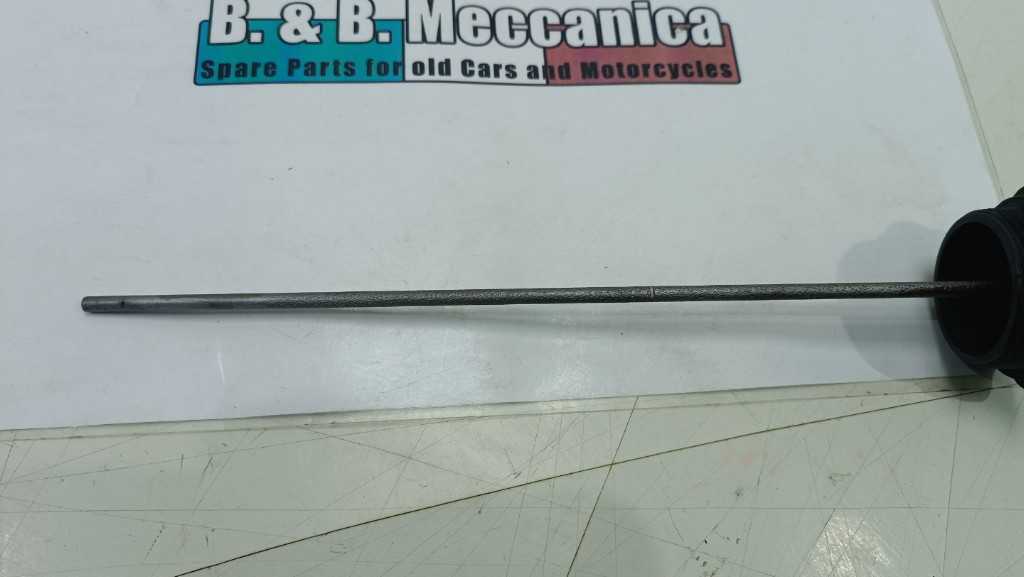 B. & B. Meccanica
Spare Parts for old Cars and Motorcycles